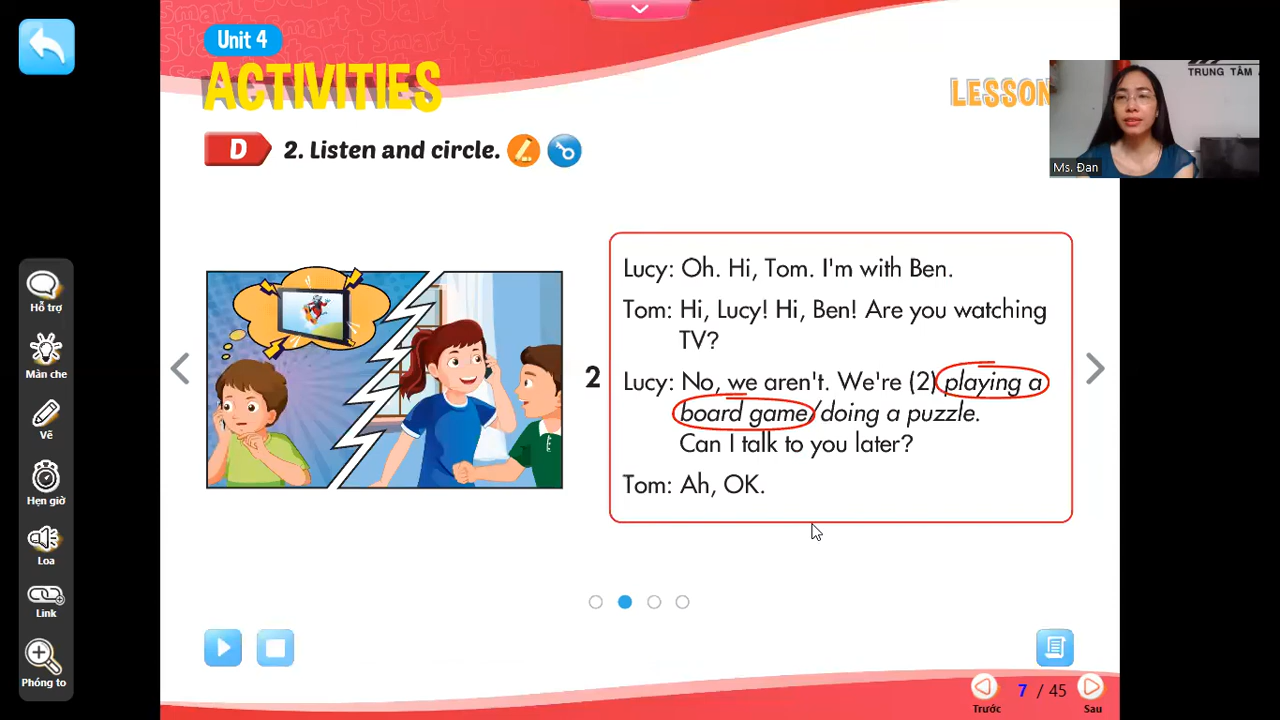 Unit 4
ACTIVITIES
LESSON
TRUNG TÂM
Ms. Đan
D 2. Listen and circle.
Lucy: Oh. Hi, Tom. I'm with Ben.
Tom: Hi, Lucy! Hi, Ben! Are you watching
TV?
2
Lucy: No, we aren't. We're (2) playing a
board game/doing a puzzle.
Can I talk to you later?
Tom: Ah, OK.
Hỗ trợ
Màn che
Vẽ
Hẹn giờ
Loa
Link
Phóng to
7 / 45
Trước
Sau